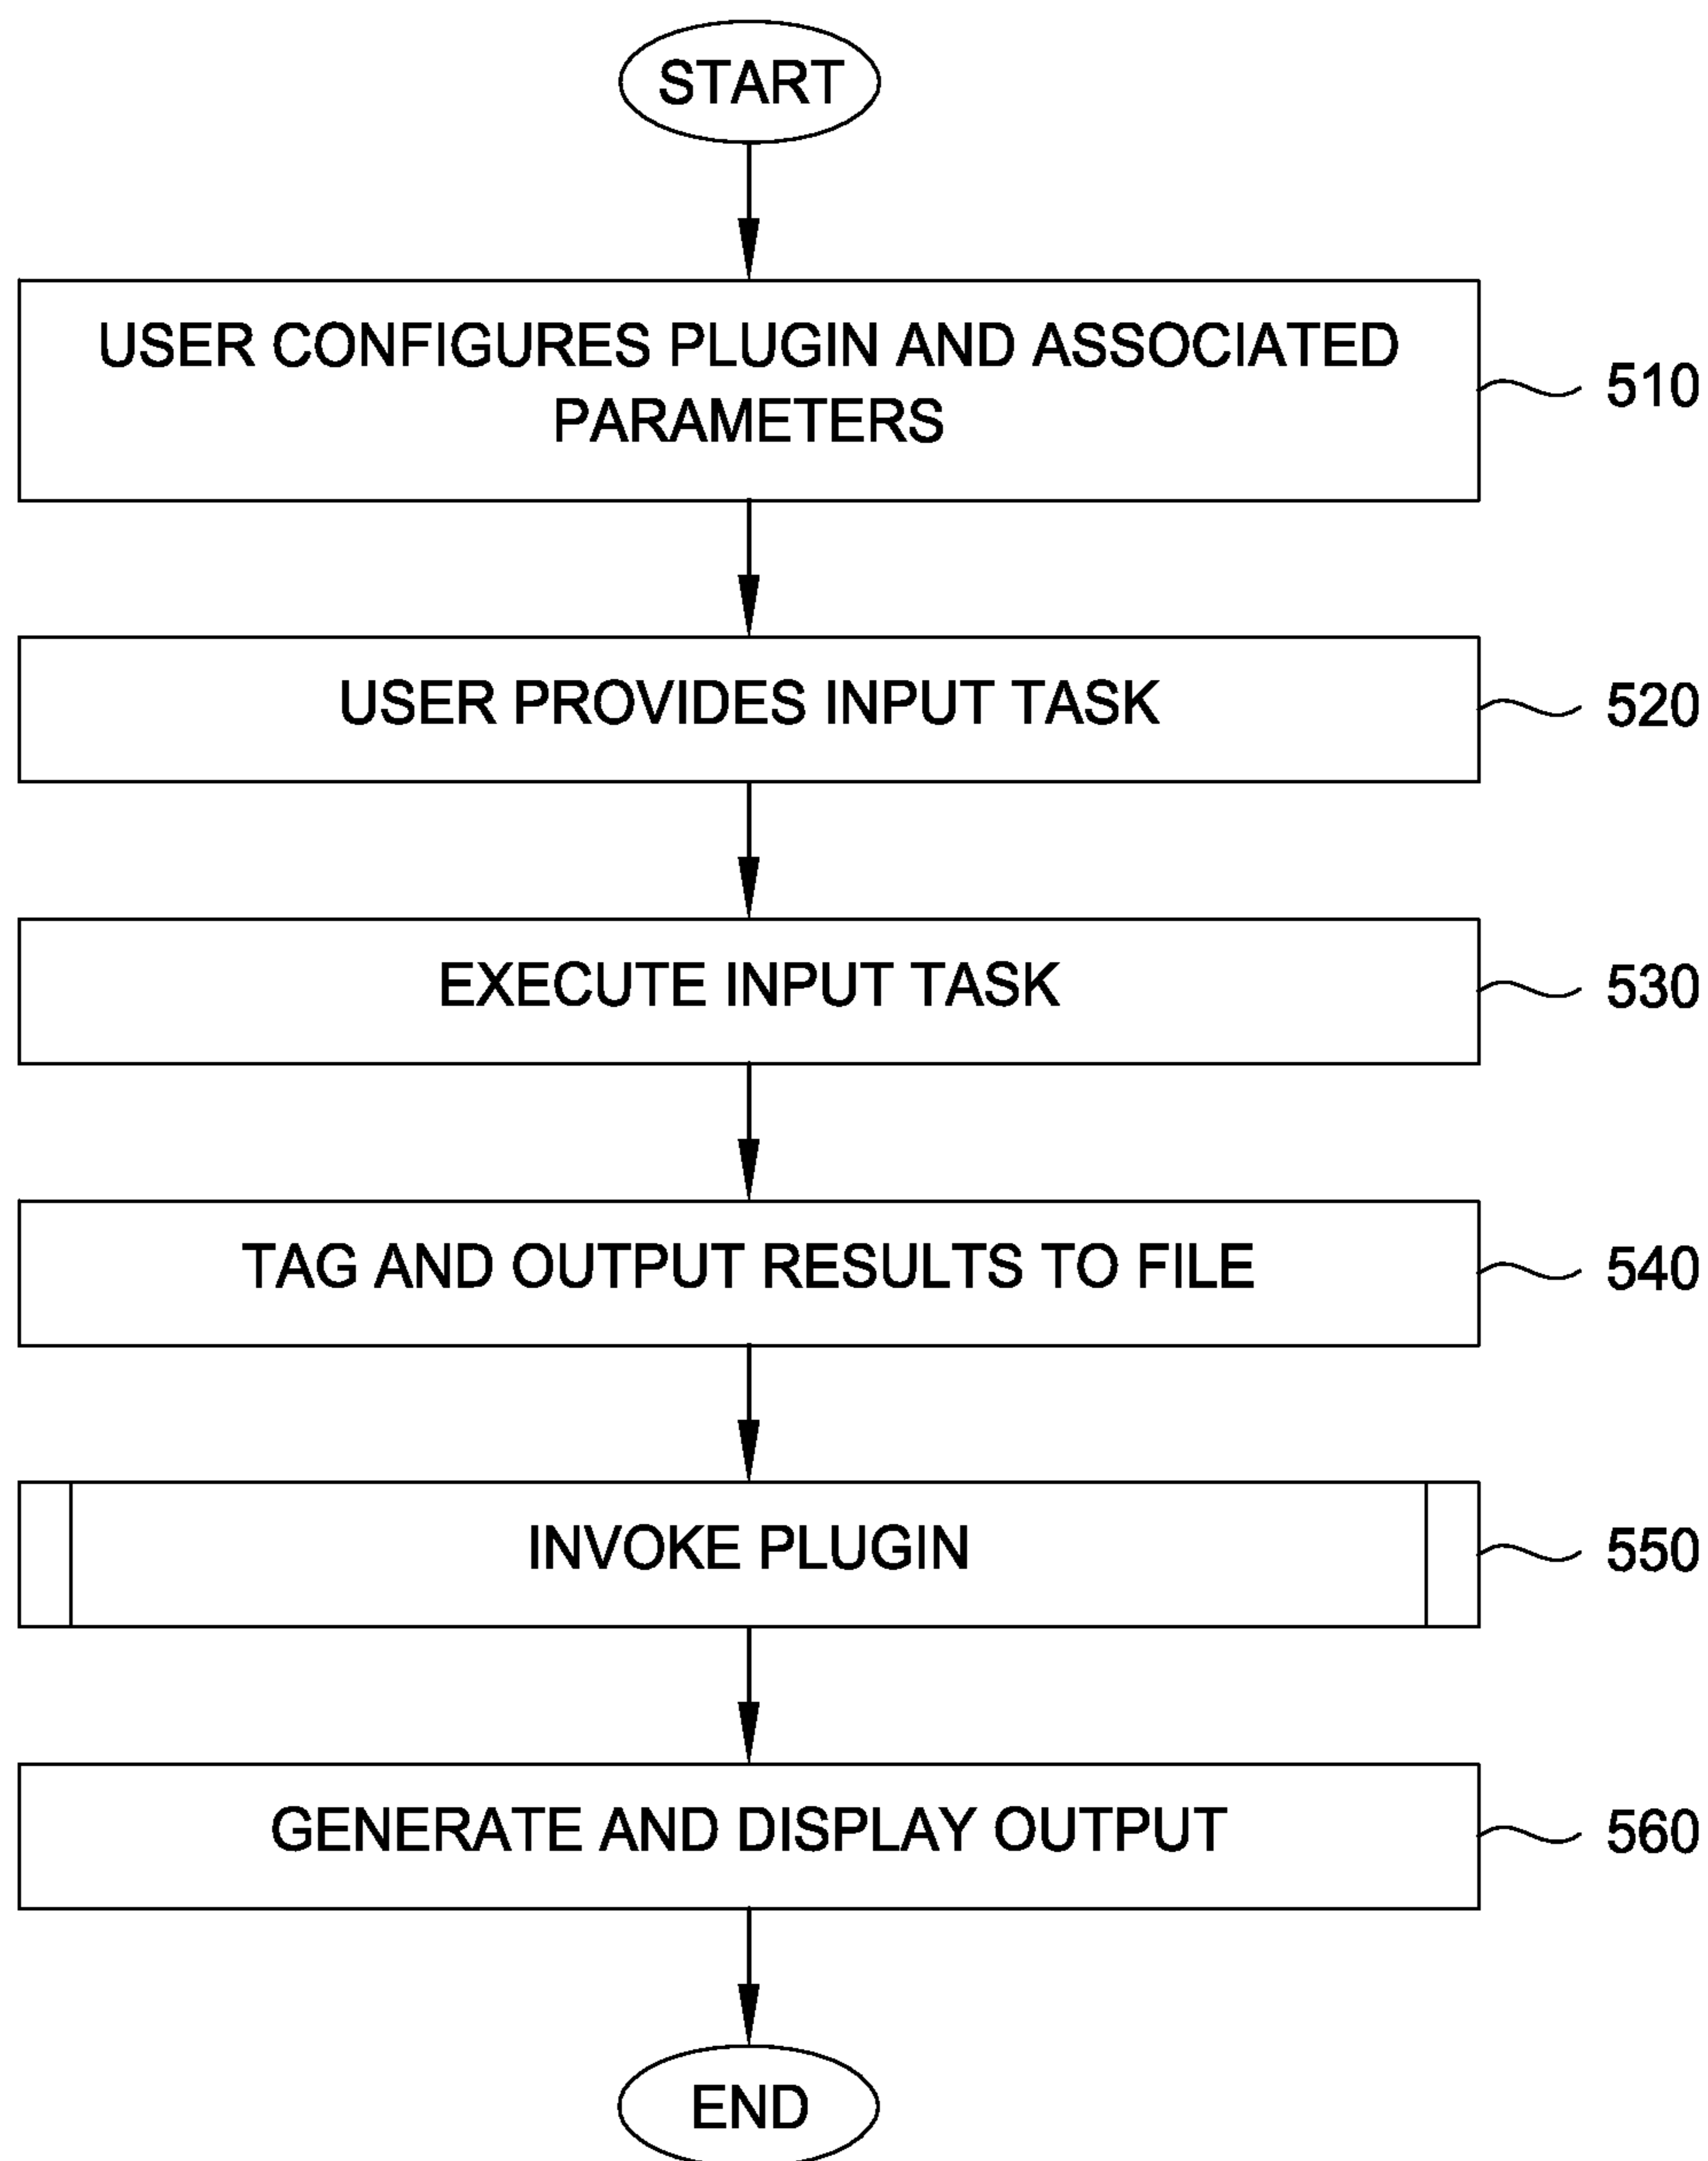 START
USER CONFIGURES PLUGIN AND ASSOCIATED
PARAMETERS
510
USER PROVIDES INPUT TASK
520
EXECUTE INPUT TASK
530
TAG AND OUTPUT RESULTS TO FILE
540
INVOKE PLUGIN
550
GENERATE AND DISPLAY OUTPUT
560
END